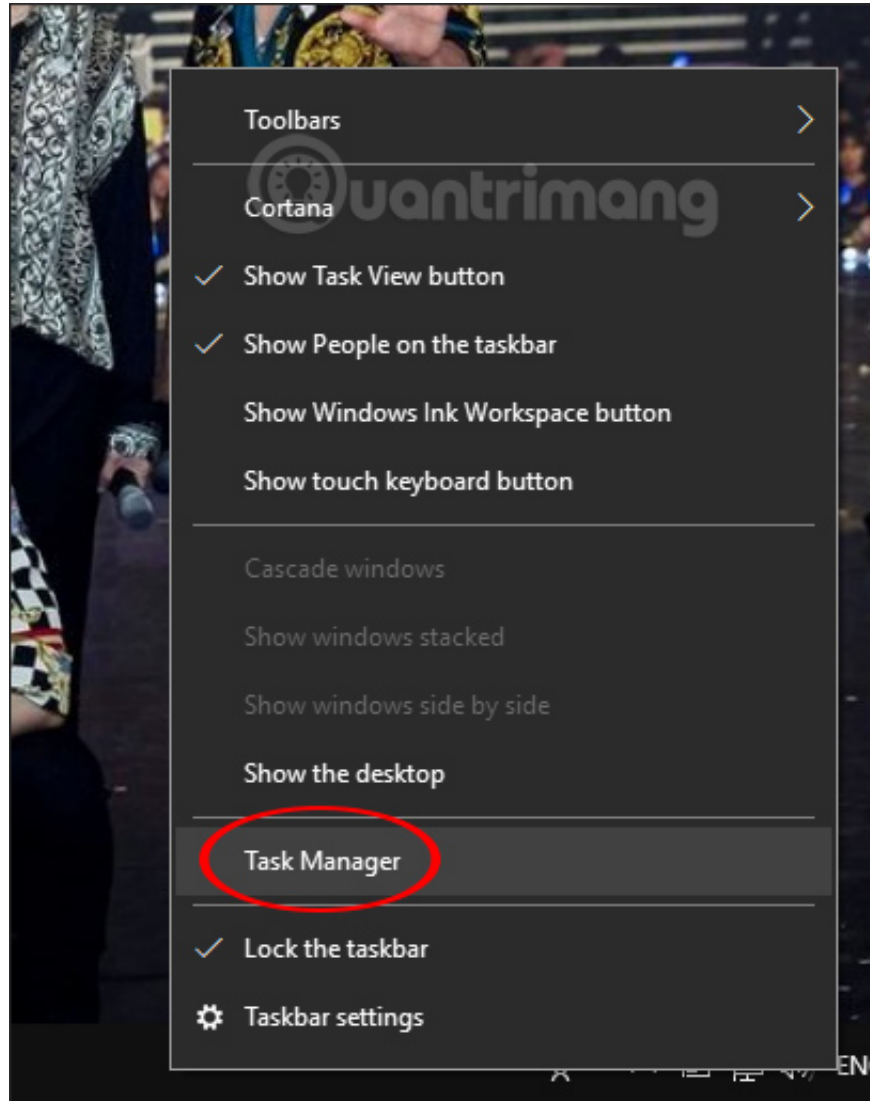 Toolbars
Quantrimang
Cortana
Show Task View button
Show People on the taskbar
Show Windows Ink Workspace button
Show touch keyboard button
Cascade windows
Show windows stacked
Show windows side by side
Show the desktop
Task Manager
Lock the taskbar
Taskbar settings